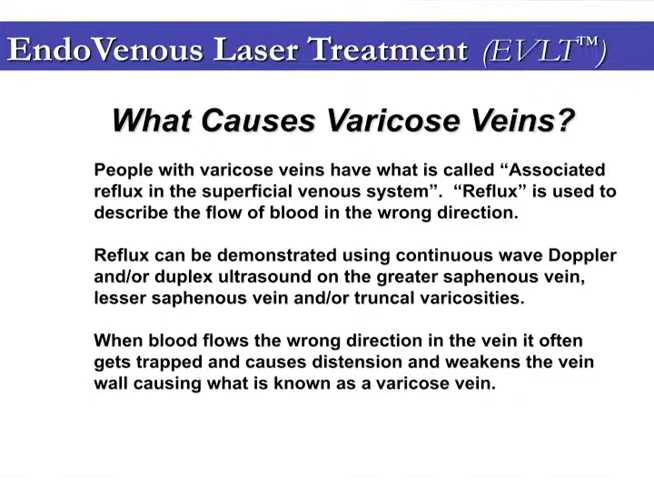 EndoVenous Laser Treatment (EVLT™)
What Causes Varicose Veins?
People with varicose veins have what is called “Associated
reflux in the superficial venous system”.  “Reflux” is used to
describe the flow of blood in the wrong direction.
Reflux can be demonstrated using continuous wave Doppler
and/or duplex ultrasound on the greater saphenous vein,
lesser saphenous vein and/or truncal varicosities.
When blood flows the wrong direction in the vein it often
gets trapped and causes distension and weakens the vein
wall causing what is known as a varicose vein.